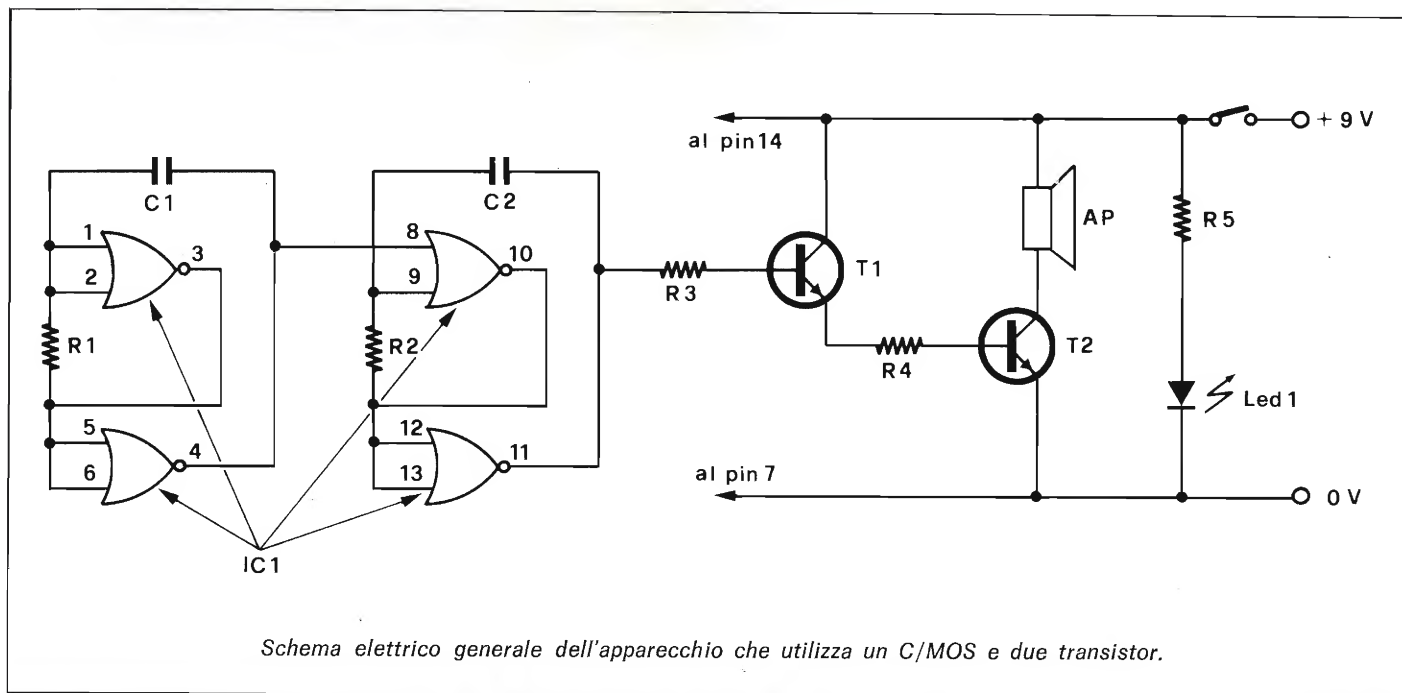 al pin 14
+ 9 V
C1
C2
1
2
3
8
9
10
R1
R2
R3
T1
AP
R5
R4
T2
Led 1
5
6
4
12
13
11
al pin 7
0 V
IC1
Schema elettrico generale dell'apparecchio che utilizza un C/MOS e due transistor.